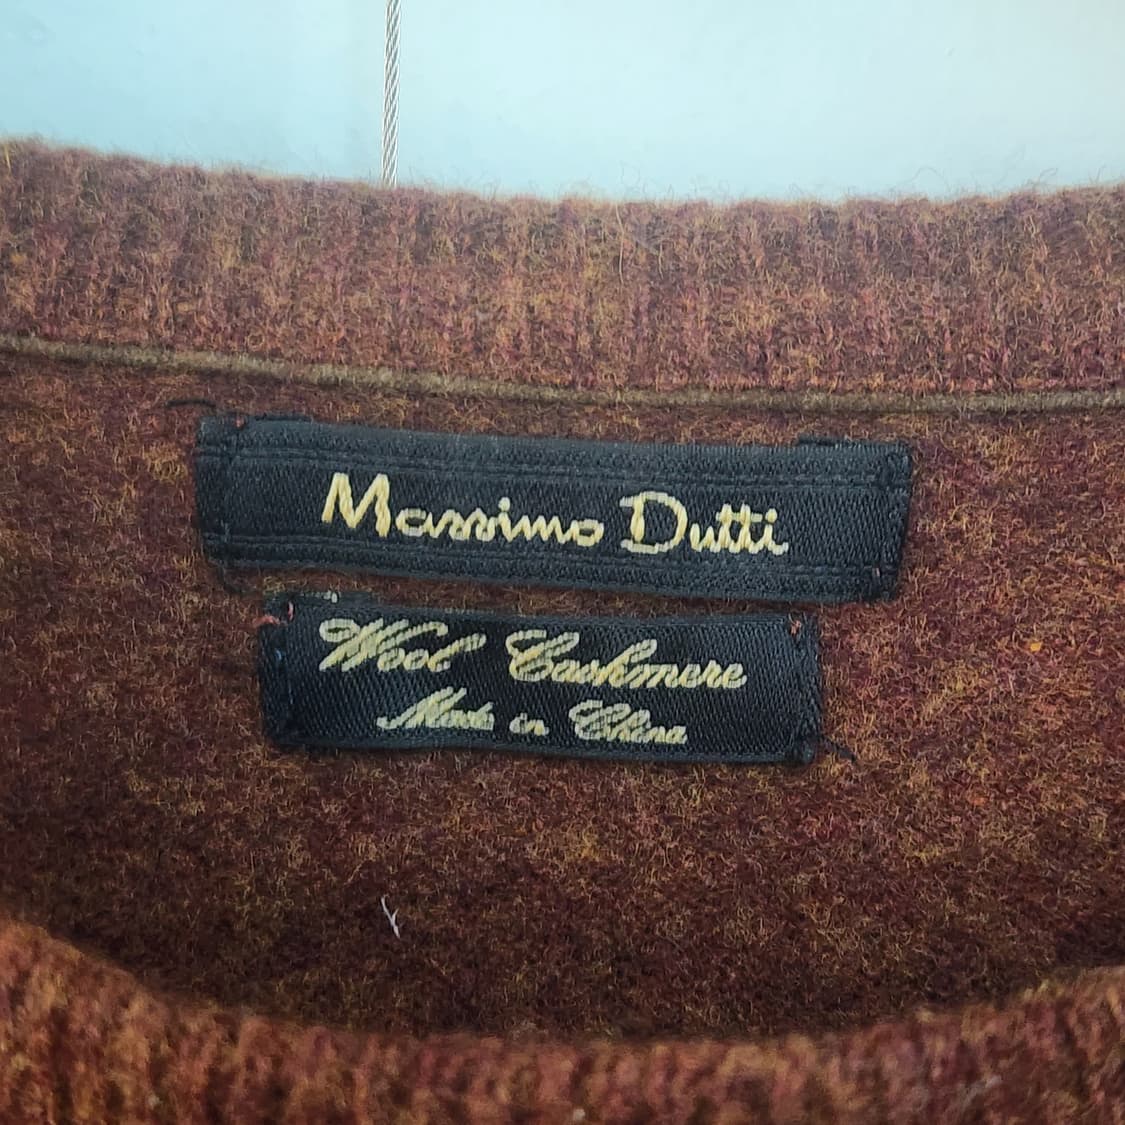 Massimo Dutti
Wool Cashmere
Made in China